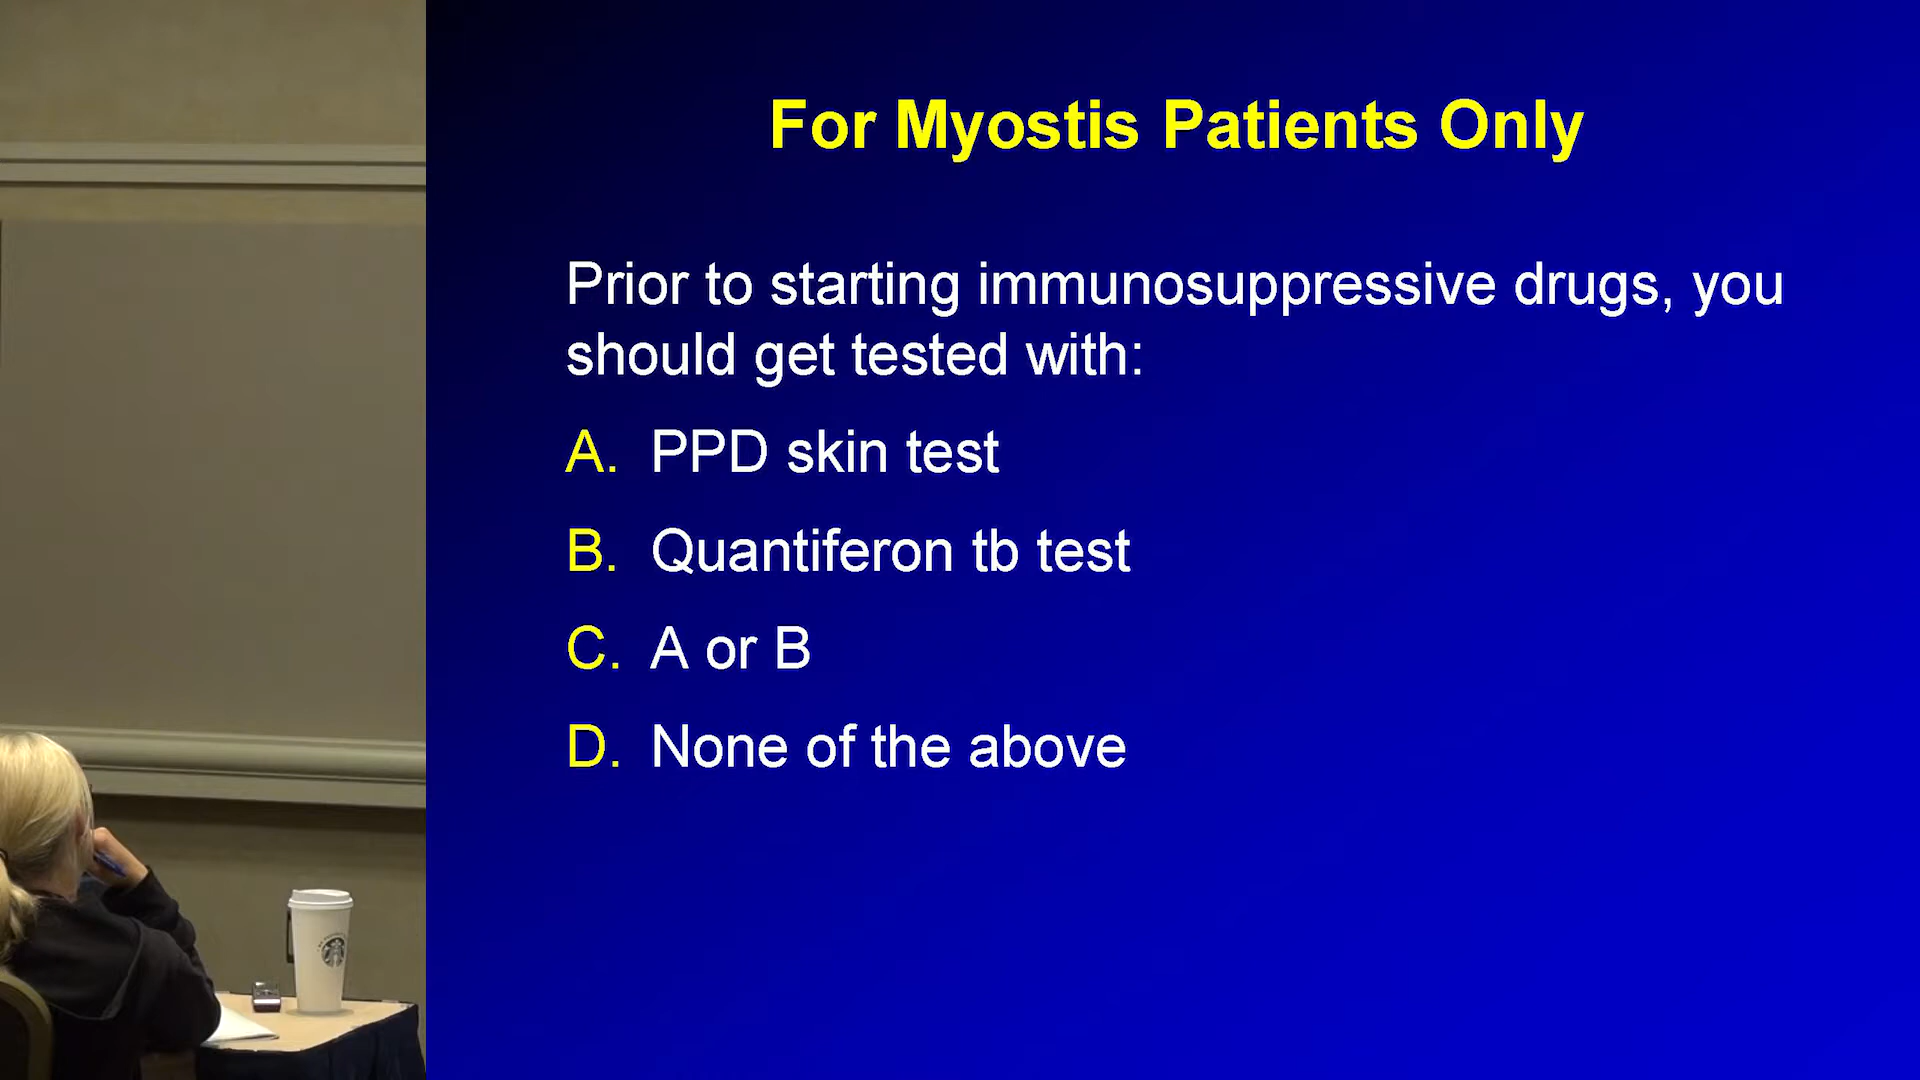 For Myostis Patients Only
Prior to starting immunosuppressive drugs, you
should get tested with:
A. PPD skin test
B. Quantiferon tb test
C. A or B
D. None of the above